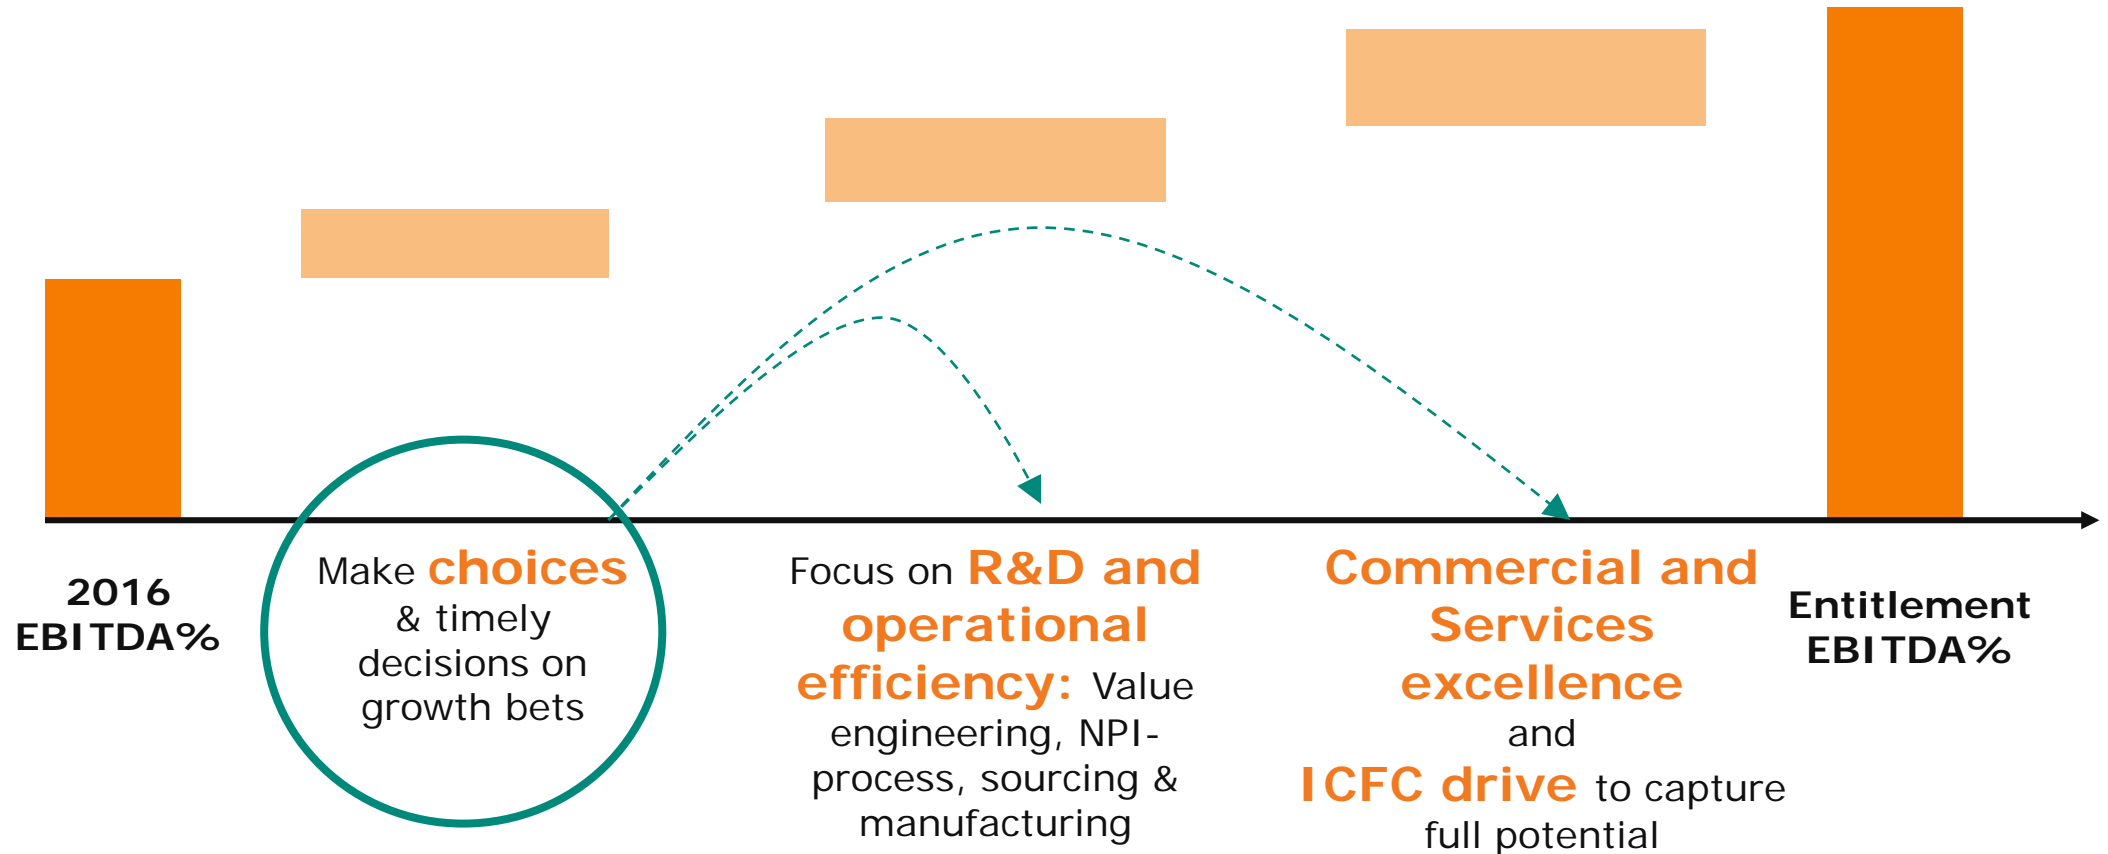 2016
EBITDA%
Make choices
& timely
decisions on
growth bets
Focus on R&D and
operational
efficiency: Value
engineering, NPI-
process, sourcing &
manufacturing
Commercial and
Services
excellence
and
ICFC drive to capture
full potential
Entitlement
EBITDA%